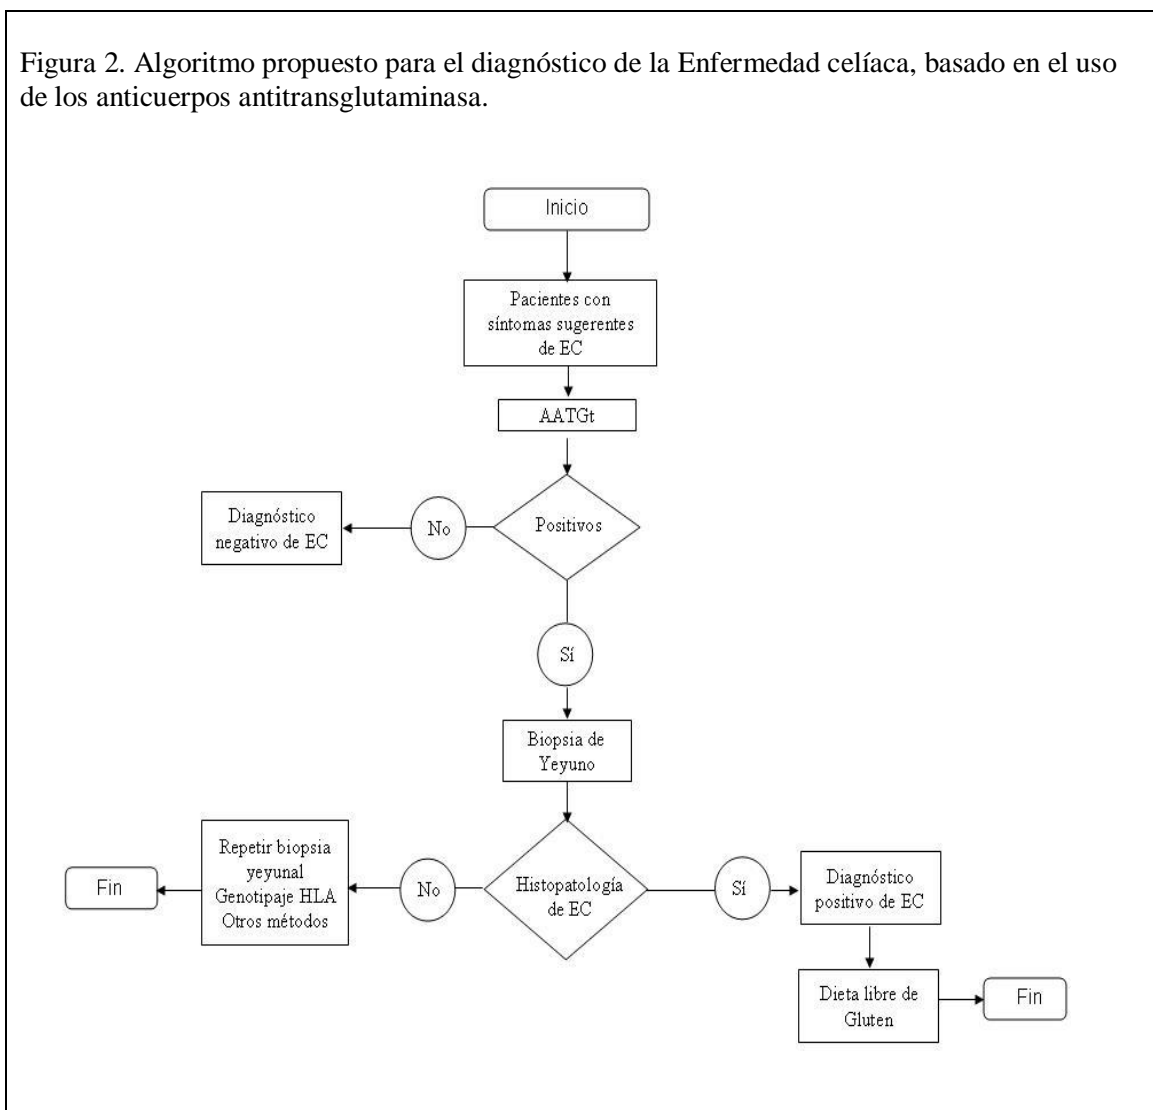 Figura 2. Algoritmo propuesto para el diagnóstico de la Enfermedad celíaca, basado en el uso
de los anticuerpos antitransglutaminasa.
Inicio
Pacientes con
síntomas sugerentes
de EC
AATGt
Positivos
No
Diagnóstico
negativo de EC
Sí
Biopsia de
Yeyuno
Histopatología
de EC
No
Repetir biopsia
yeyunal
Genotipaje HLA
Otros métodos
Fin
Sí
Diagnóstico
positivo de EC
Dieta libre de
Gluten
Fin